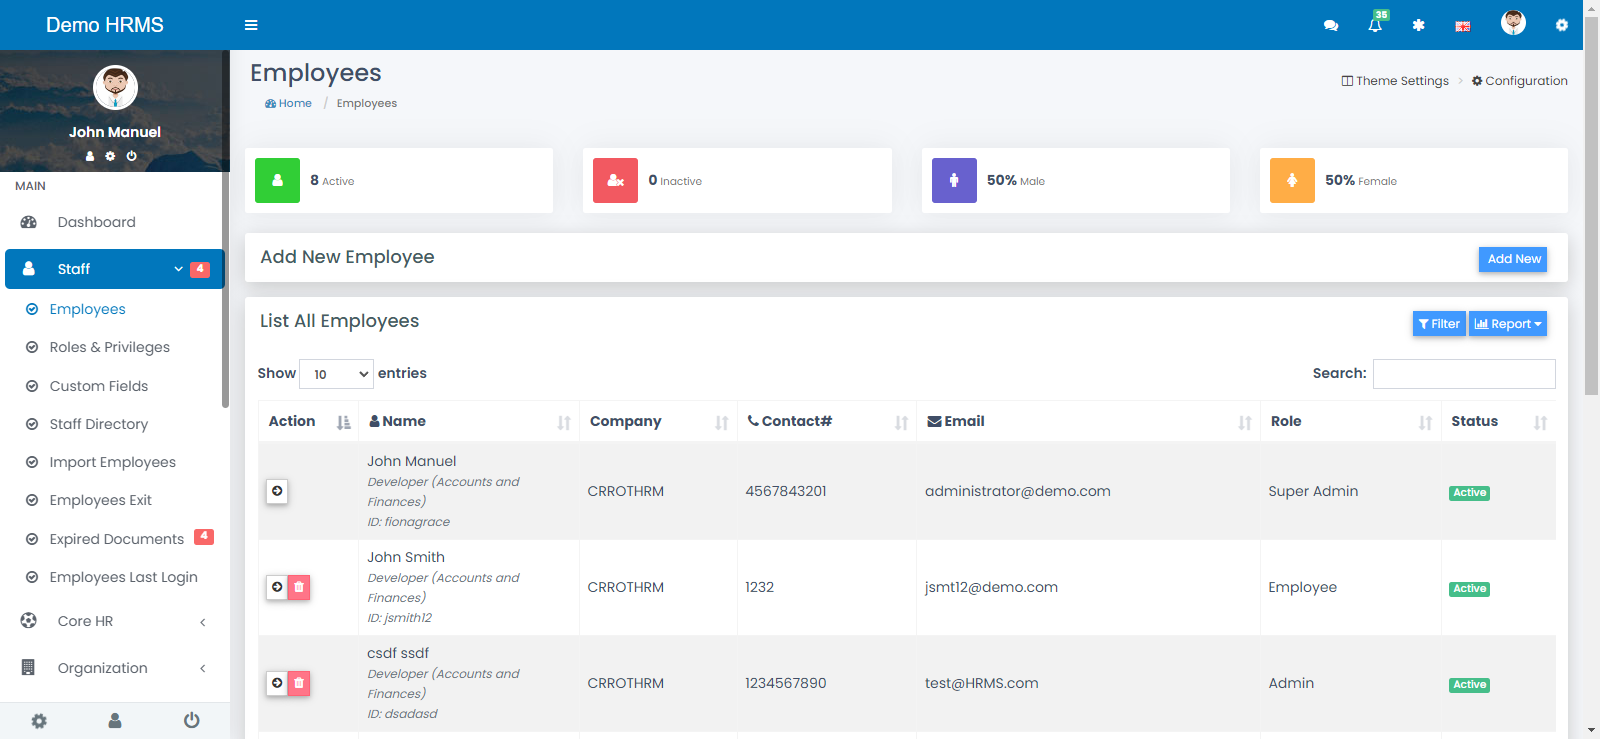 Demo HRMS
35
John Manuel
MAIN
Dashboard
Staff 4
Employees
Roles & Privileges
Custom Fields
Staff Directory
Import Employees
Employees Exit
Expired Documents 4
Employees Last Login
Core HR
Organization
Employees
Home / Employees
Theme Settings > Configuration
8 Active
0 Inactive
50% Male
50% Female
Add New Employee
Add New
List All Employees
Filter Report
Show 10 entries
Search:
Action Name Company Contact# Email Role Status
John Manuel
Developer (Accounts and
Finances)
ID: fionagrace
CRROTHRM 4567843201 administrator@demo.com Super Admin Active
John Smith
Developer (Accounts and
Finances)
ID: jsmith12
CRROTHRM 1232 jsmt12@demo.com Employee Active
csdf ssdf
Developer (Accounts and
Finances)
ID: dsadasd
CRROTHRM 1234567890 test@HRMS.com Admin Active